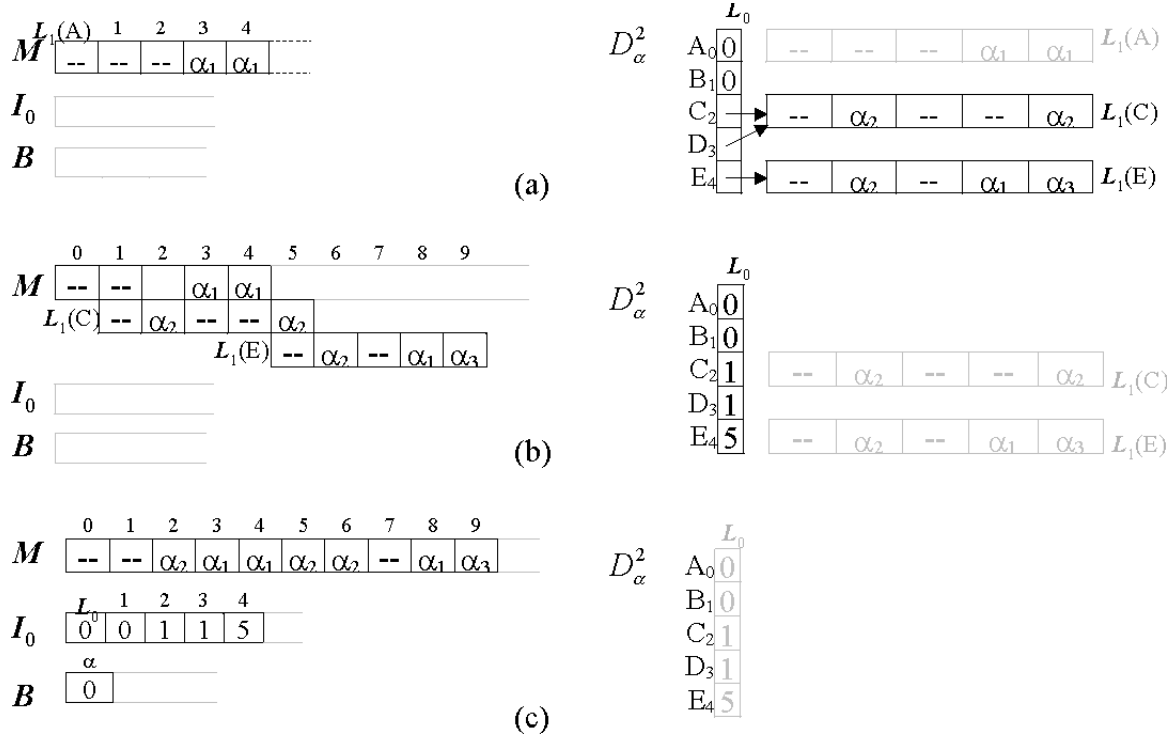 L₁(A) 1 2 3 4
M -- -- -- α₁ α₁
I₀
B
(a)
D²α
L₀
A₀ 0 -- -- -- α₁ α₁ L₁(A)
B₁ 0
C₂ -- α₂ -- -- α₂ L₁(C)
D₃
E₄ -- α₂ -- α₁ α₃ L₁(E)
0 1 2 3 4 5 6 7 8 9
M -- -- α₁ α₁
L₁(C) -- α₂ -- -- α₂
L₁(E) -- α₂ -- α₁ α₃
I₀
B
(b)
D²α
L₀
A₀ 0
B₁ 0
C₂ 1 -- α₂ -- -- α₂ L₁(C)
D₃ 1
E₄ 5 -- α₂ -- α₁ α₃ L₁(E)
0 1 2 3 4 5 6 7 8 9
M -- -- α₂ α₁ α₁ α₂ α₂ -- α₁ α₃
L₀ 1 2 3 4
I₀ 0 0 1 1 5
α
B 0
(c)
D²α
L₀
A₀ 0
B₁ 0
C₂ 1
D₃ 1
E₄ 5